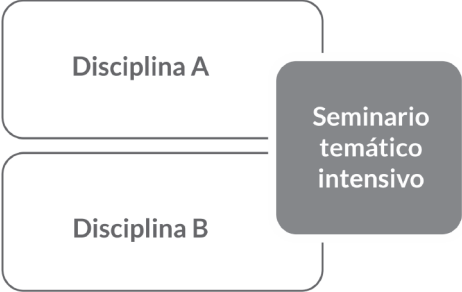 Disciplina A
Seminario
temático
intensivo
Disciplina B